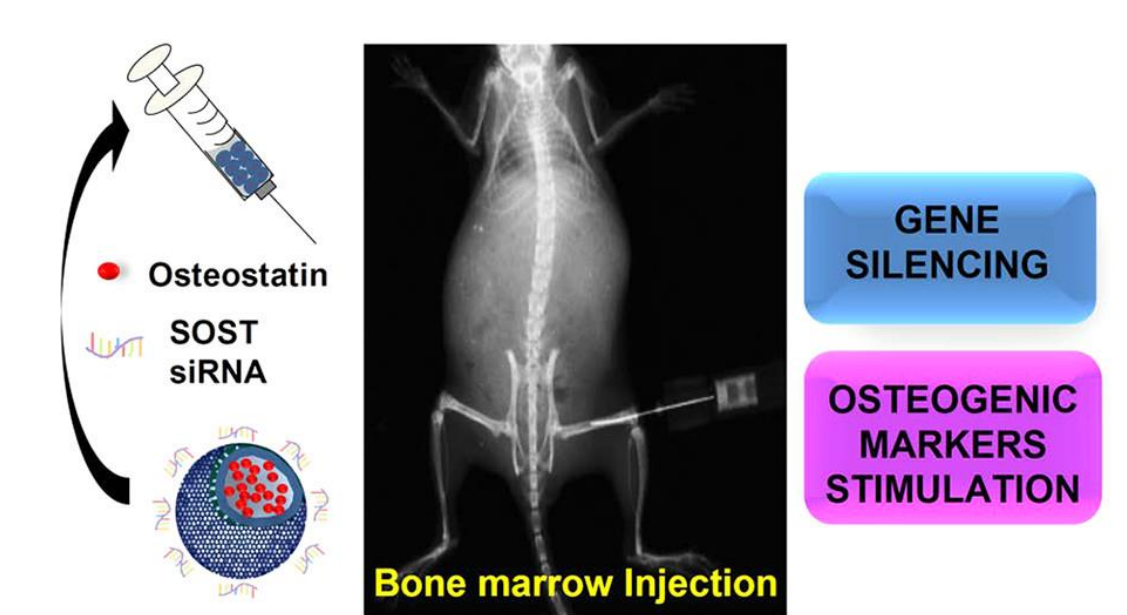 Osteostatin
SOST
siRNA
Bone marrow Injection
GENE
SILENCING
OSTEOGENIC
MARKERS
STIMULATION